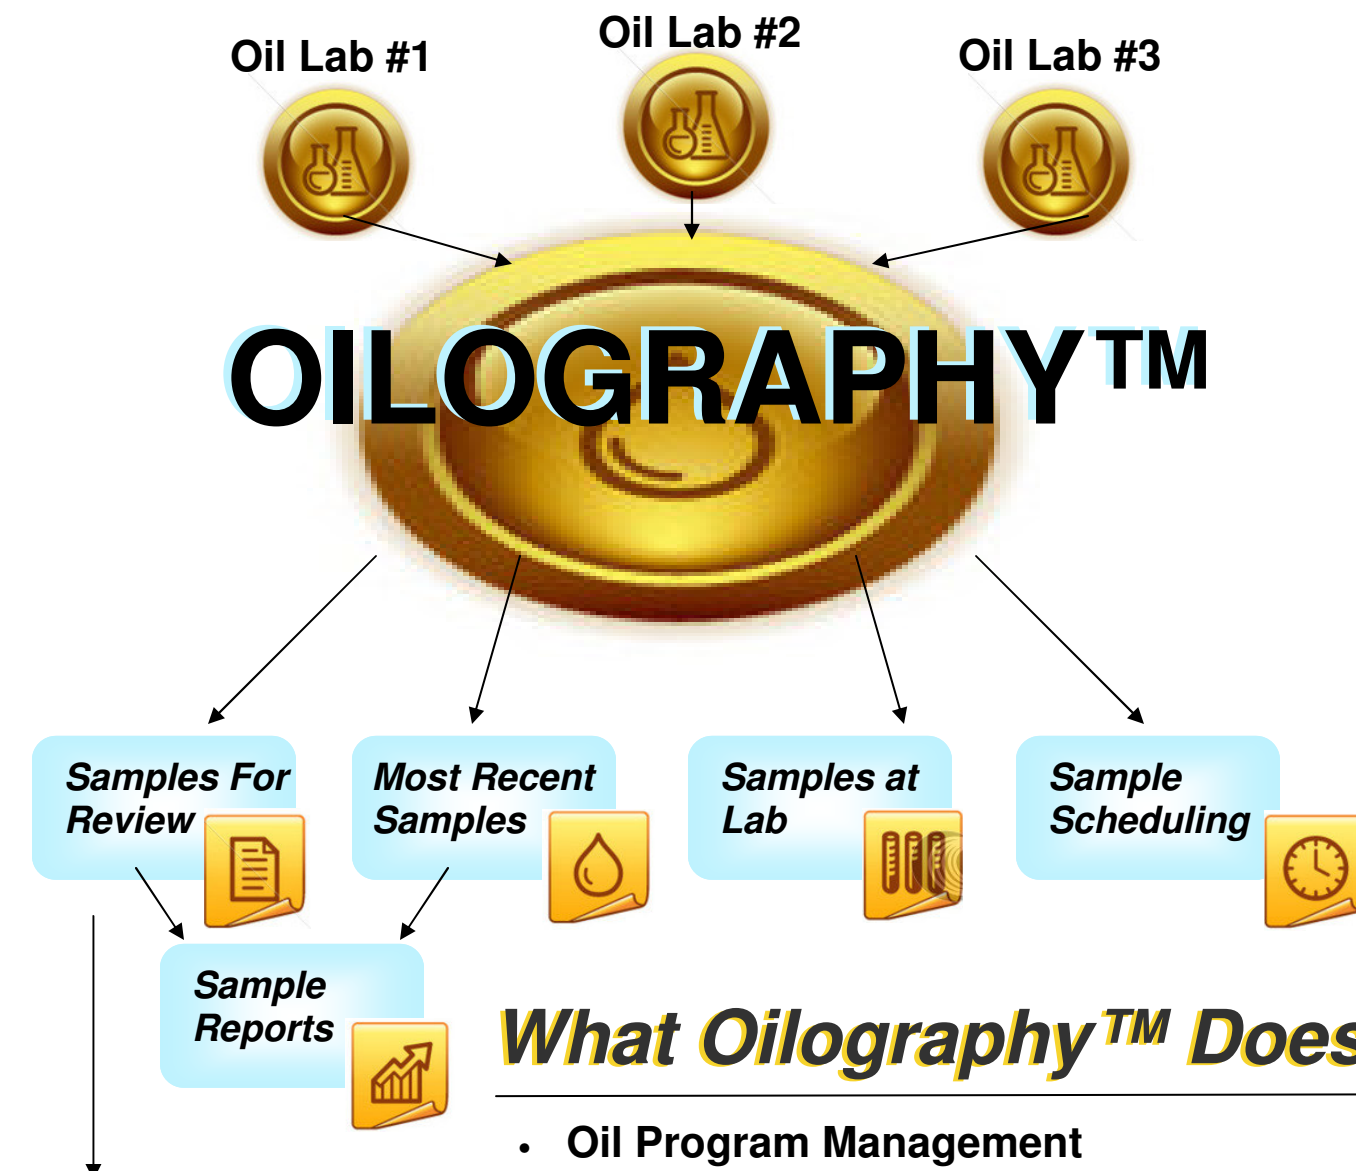 Oil Lab #1
Oil Lab #2
Oil Lab #3
OILOGRAPHY™
Samples For
Review
Most Recent
Samples
Samples at
Lab
Sample
Scheduling
Sample
Reports
What Oilography™ Does
• Oil Program Management